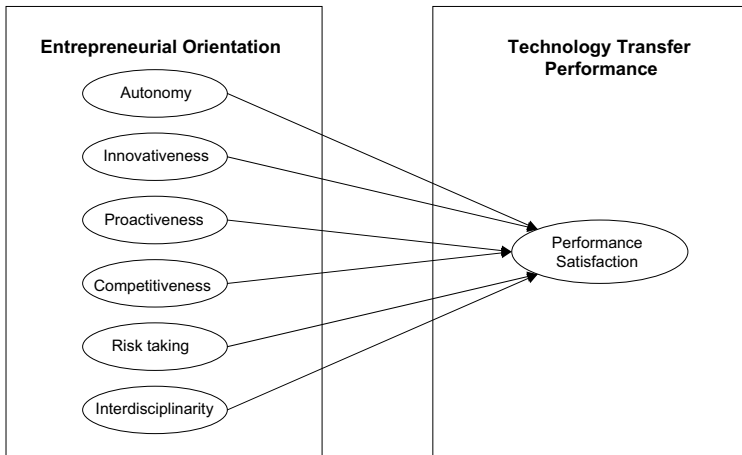 Entrepreneurial Orientation
Autonomy
Innovativeness
Proactiveness
Competitiveness
Risk taking
Interdisciplinarity
Technology Transfer
Performance
Performance
Satisfaction